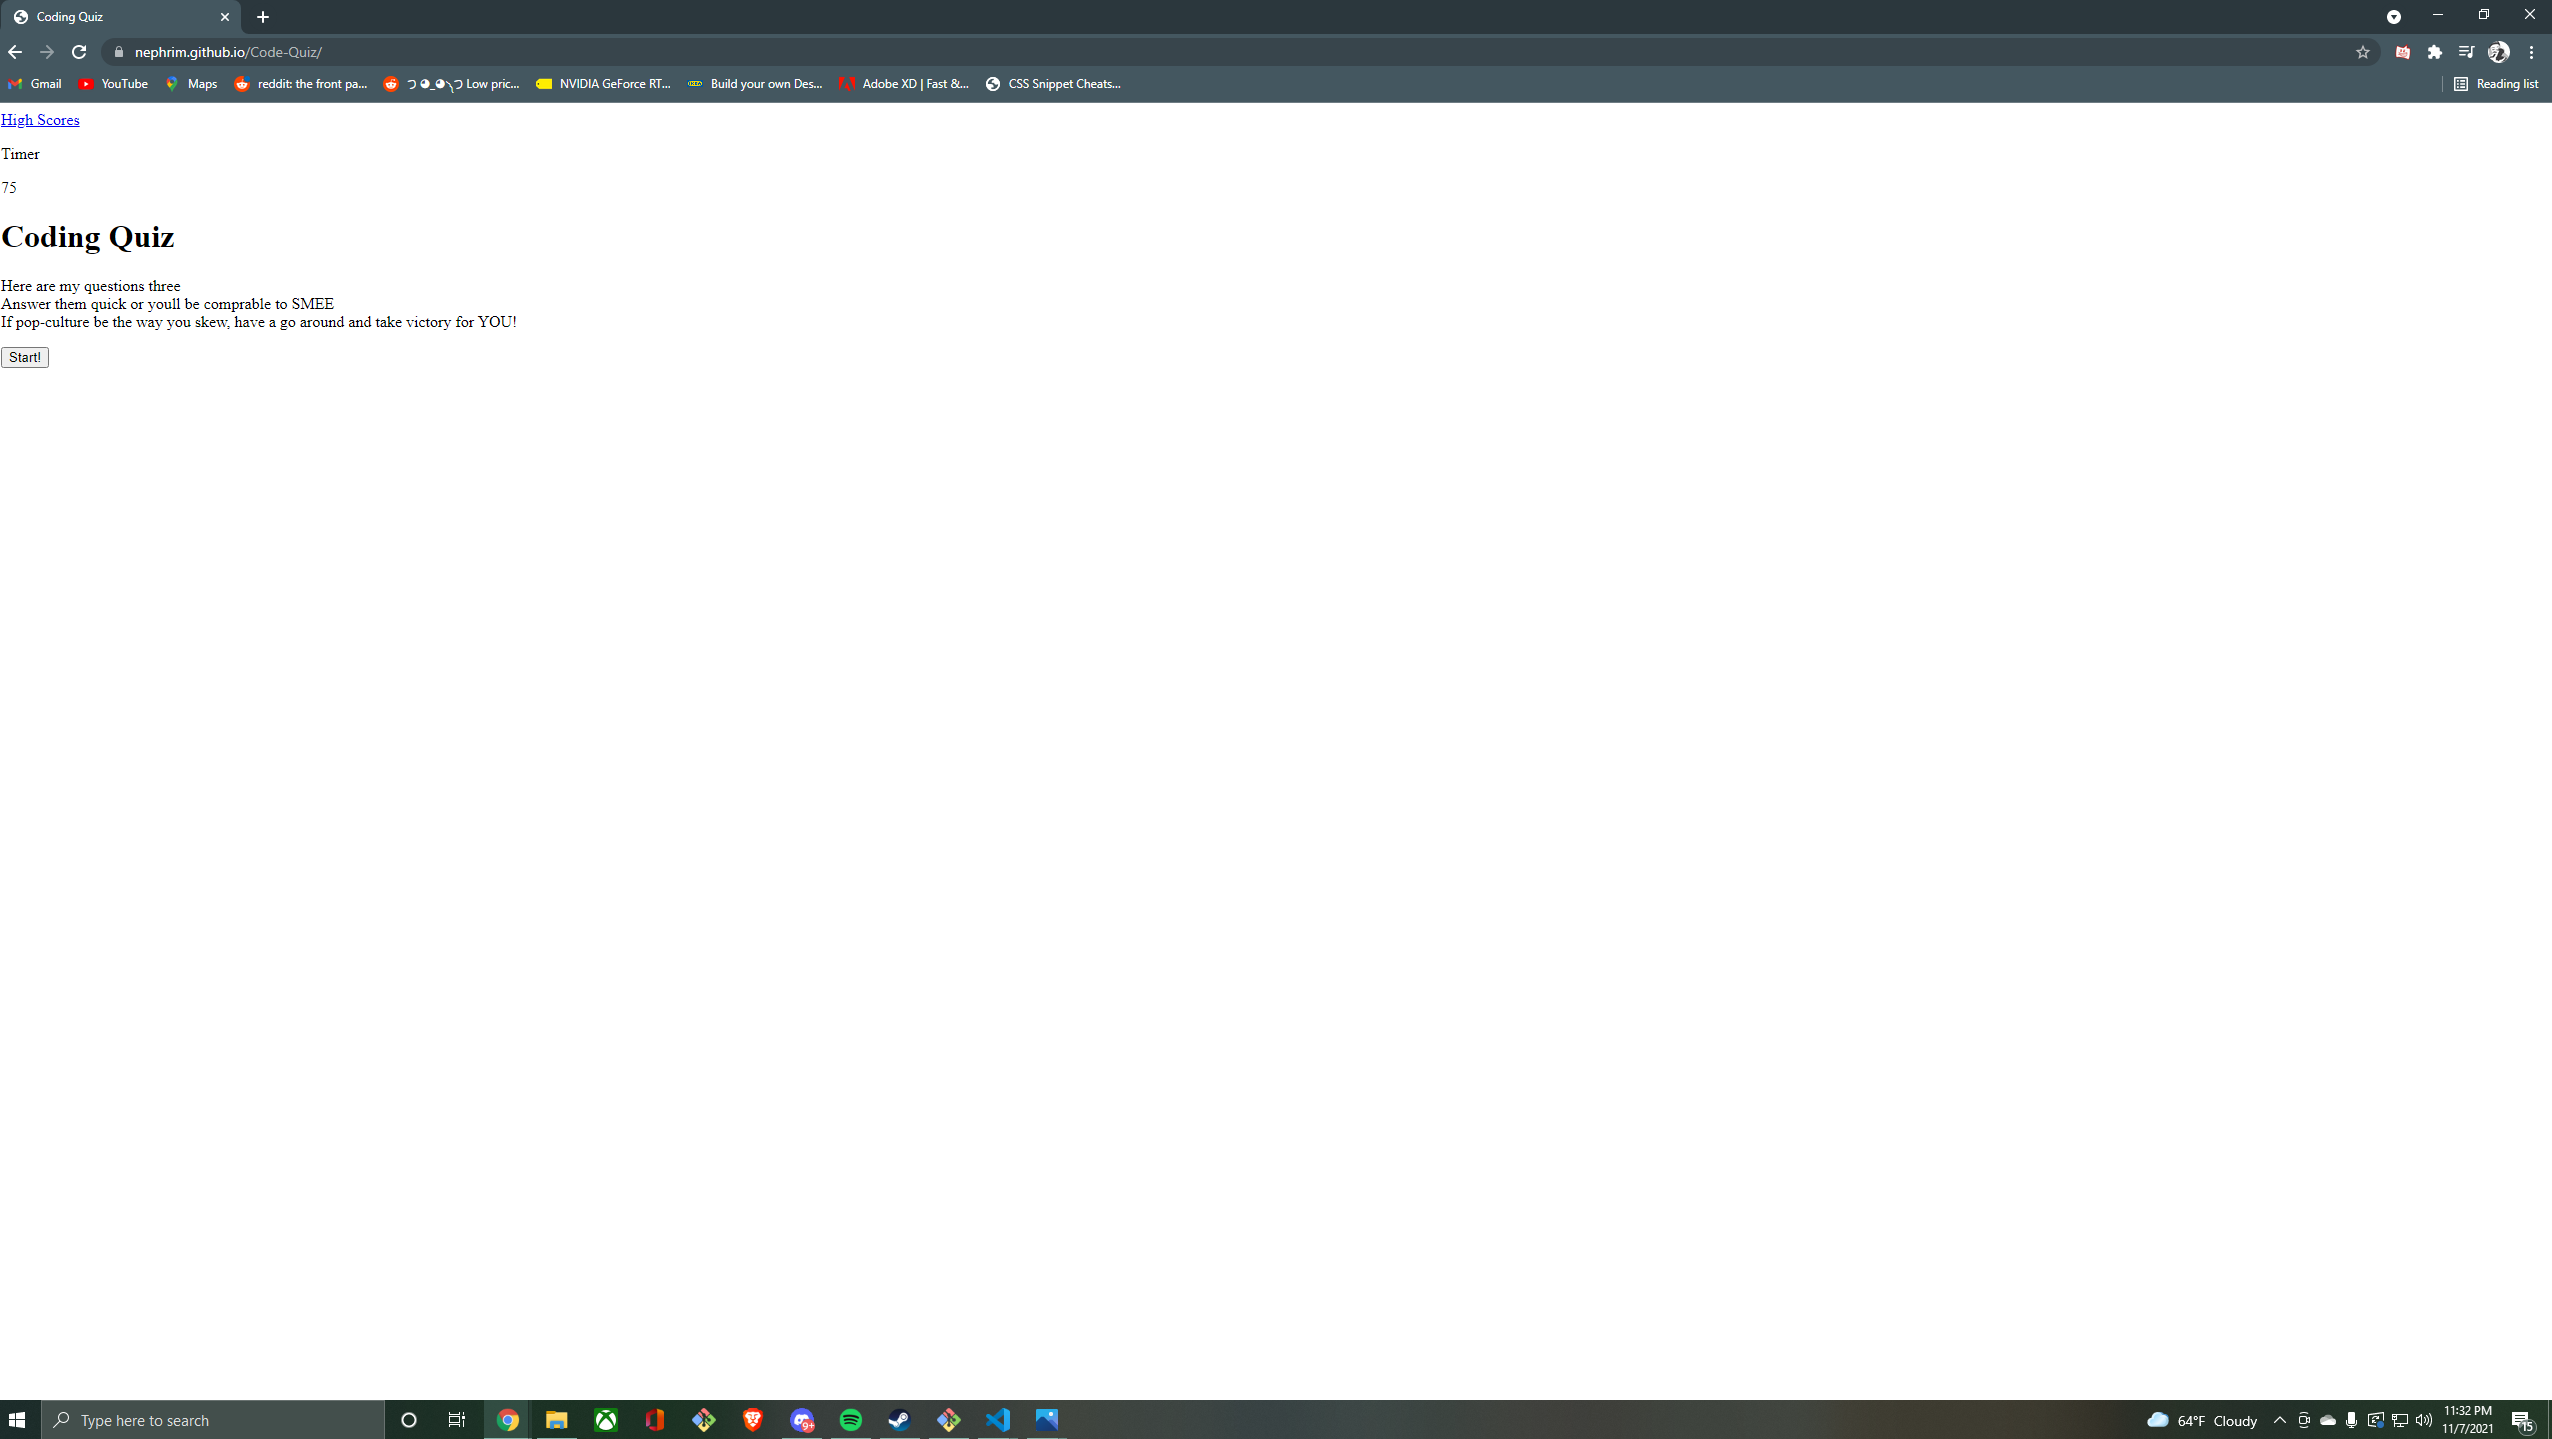 Coding Quiz
nephrim.github.io/Code-Quiz/
Gmail YouTube Maps reddit: the front pa... Low pric... NVIDIA GeForce RT... Build your own Des... Adobe XD | Fast &... CSS Snippet Cheats... Reading list
High Scores
Timer
75
Coding Quiz
Here are my questions three
Answer them quick or youll be comprable to SMEE
If pop-culture be the way you skew, have a go around and take victory for YOU!
Start!
Type here to search
9+
64°F Cloudy
11:32 PM
11/7/2021
15